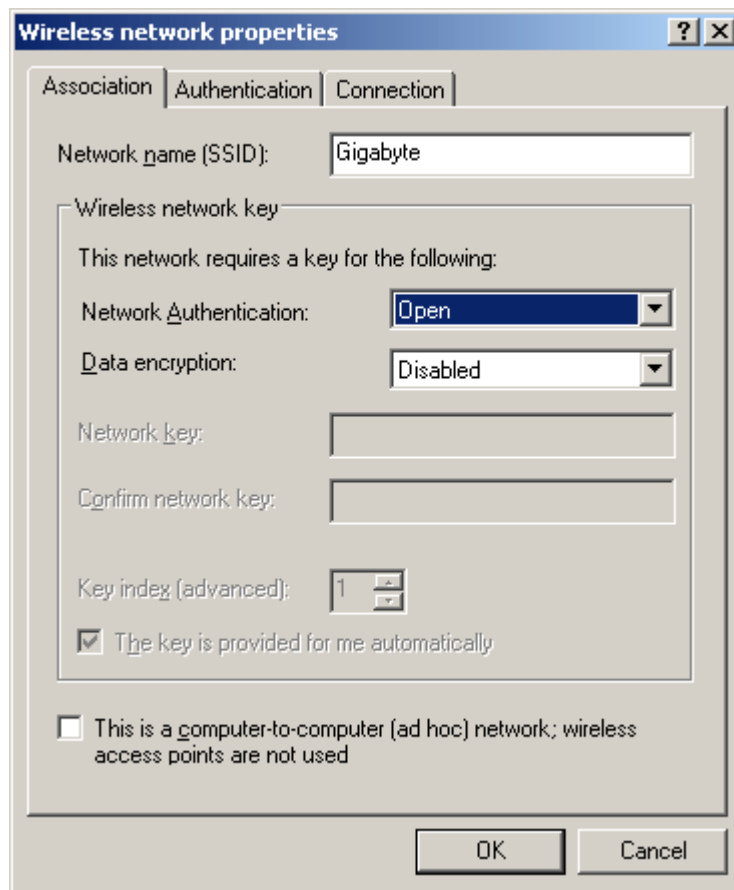 Wireless network properties
Association Authentication Connection
Network name (SSID): Gigabyte
Wireless network key
This network requires a key for the following:
Network Authentication: Open
Data encryption: Disabled
Network key:
Confirm network key:
Key index (advanced): 1
The key is provided for me automatically
This is a computer-to-computer (ad hoc) network; wireless
access points are not used
OK Cancel